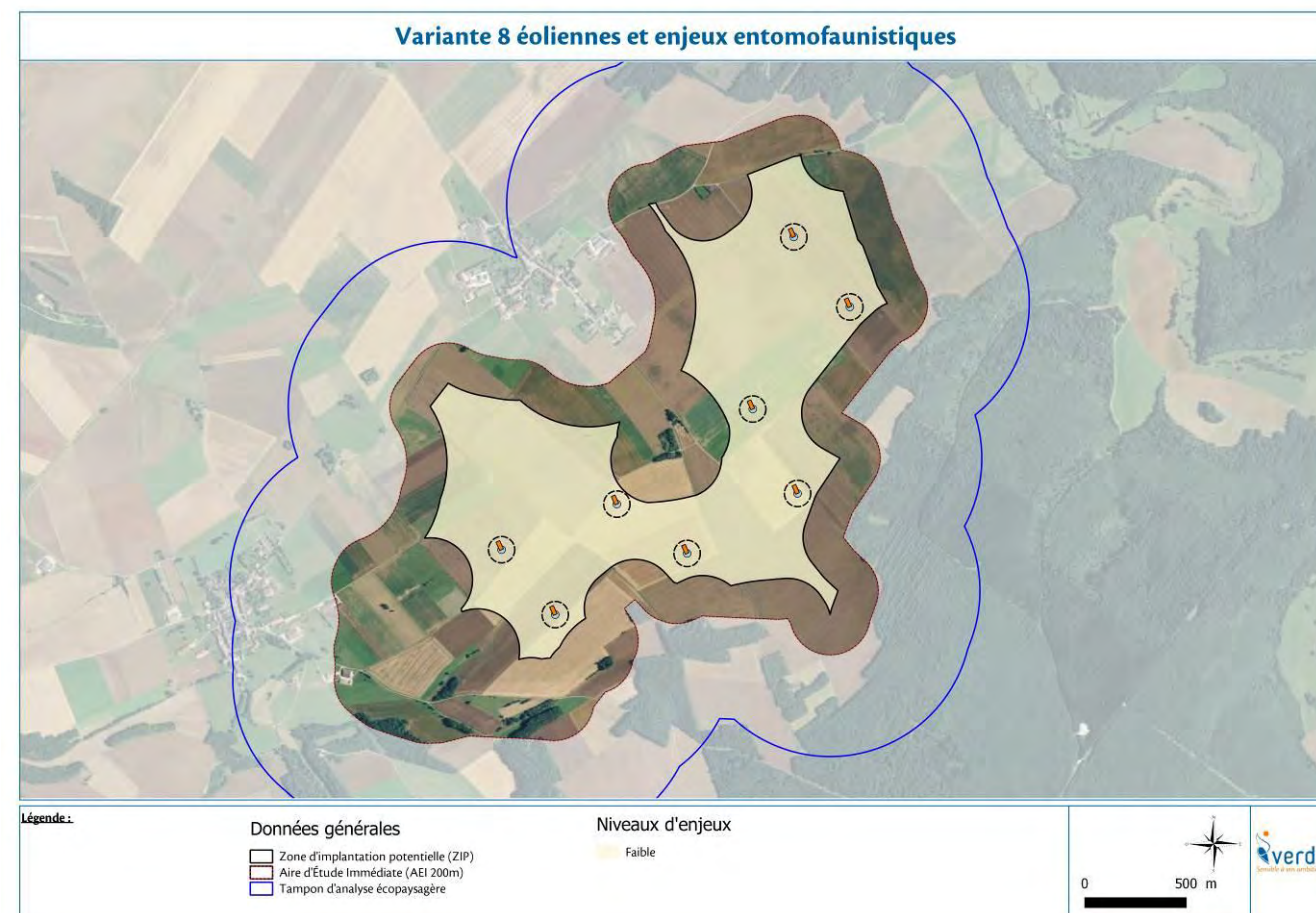 Variante 8 éoliennes et enjeux entomofaunistiques
Légende :
Données générales
Zone d'implantation potentielle (ZIP)
Aire d'Étude Immédiate (AEI 200m)
Tampon d'analyse écopaysagère
Niveaux d'enjeux
Faible
0 500 m
verd